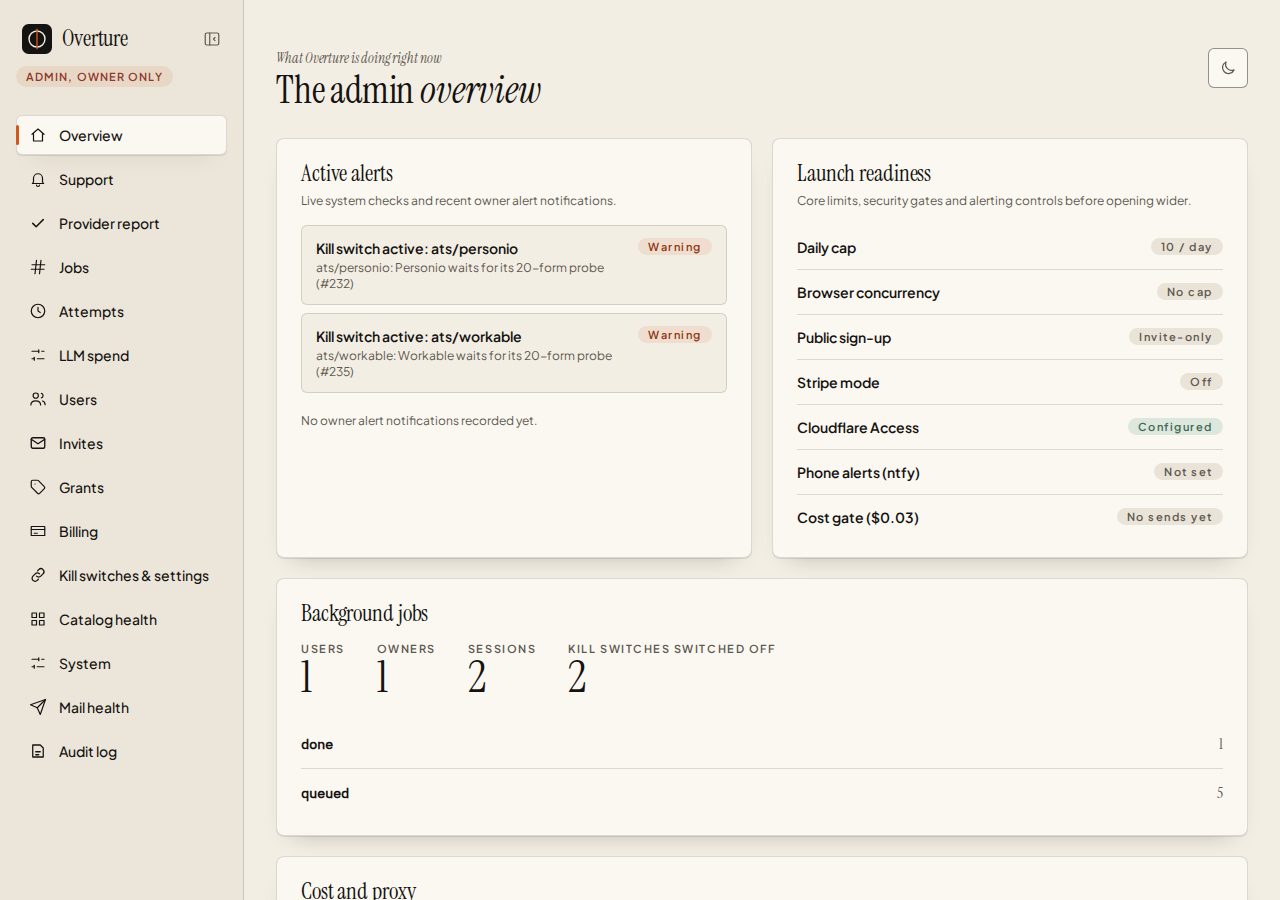 Overture
ADMIN, OWNER ONLY
Overview
Support
Provider report
Jobs
Attempts
LLM spend
Users
Invites
Grants
Billing
Kill switches & settings
Catalog health
System
Mail health
Audit log
What Overture is doing right now
The admin overview
Active alerts
Live system checks and recent owner alert notifications.
Kill switch active: ats/personio
Warning
ats/personio: Personio waits for its 20-form probe
(#232)
Kill switch active: ats/workable
Warning
ats/workable: Workable waits for its 20-form probe
(#235)
No owner alert notifications recorded yet.
Launch readiness
Core limits, security gates and alerting controls before opening wider.
Daily cap
10 / day
Browser concurrency
No cap
Public sign-up
Invite-only
Stripe mode
Off
Cloudflare Access
Configured
Phone alerts (ntfy)
Not set
Cost gate ($0.03)
No sends yet
Background jobs
USERS
1
OWNERS
1
SESSIONS
2
KILL SWITCHES SWITCHED OFF
2
done
1
queued
5
Cost and proxy